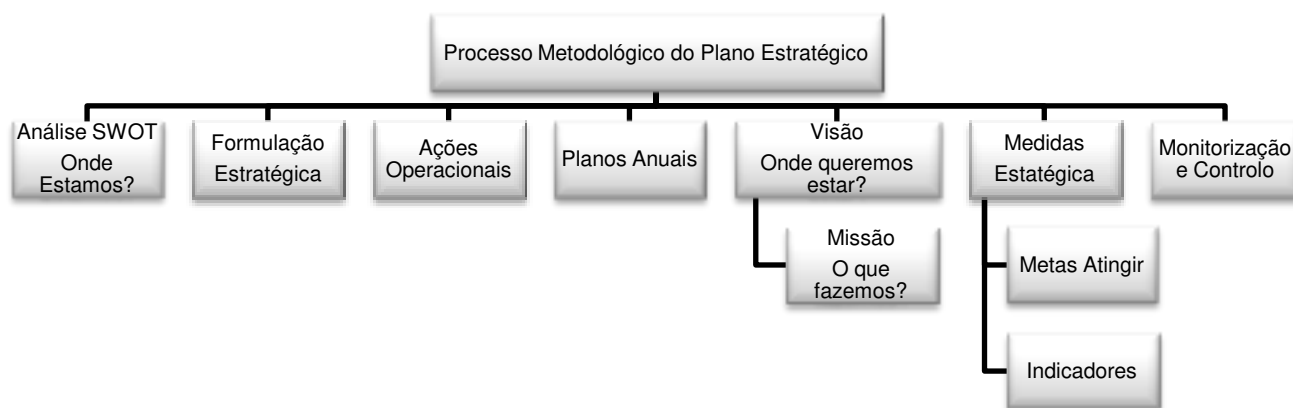 Processo Metodológico do Plano Estratégico
Análise SWOT
Onde
Estamos?
Formulação
Estratégica
Ações
Operacionais
Planos Anuais
Visão
Onde queremos
estar?
Missão
O que
fazemos?
Medidas
Estatégica
Metas Atingir
Indicadores
Monitorização
e Controlo